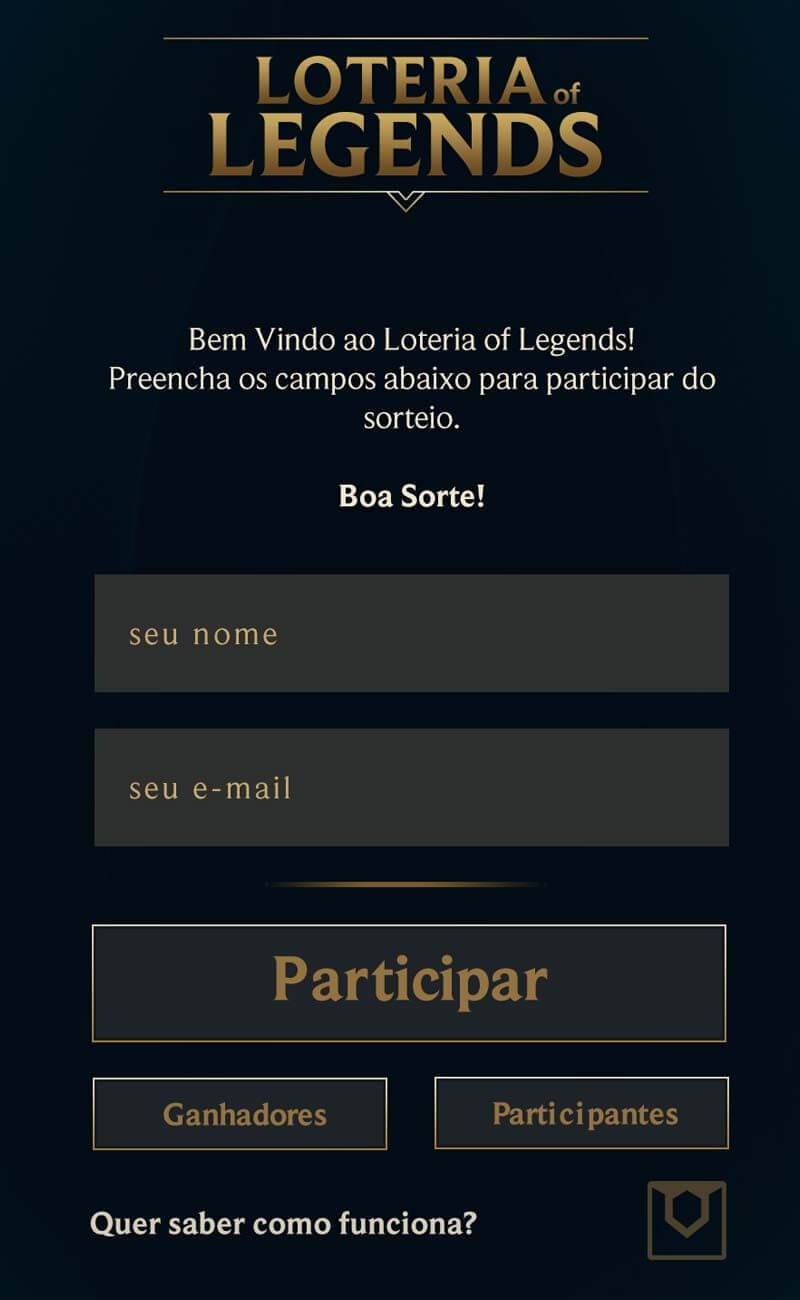 LOTERIA of
LEGENDS
Bem Vindo ao Loteria of Legends!
Preencha os campos abaixo para participar do
sorteio.
Boa Sorte!
seu nome
seu e-mail
Participar
Ganhadores Participantes
Quer saber como funciona?